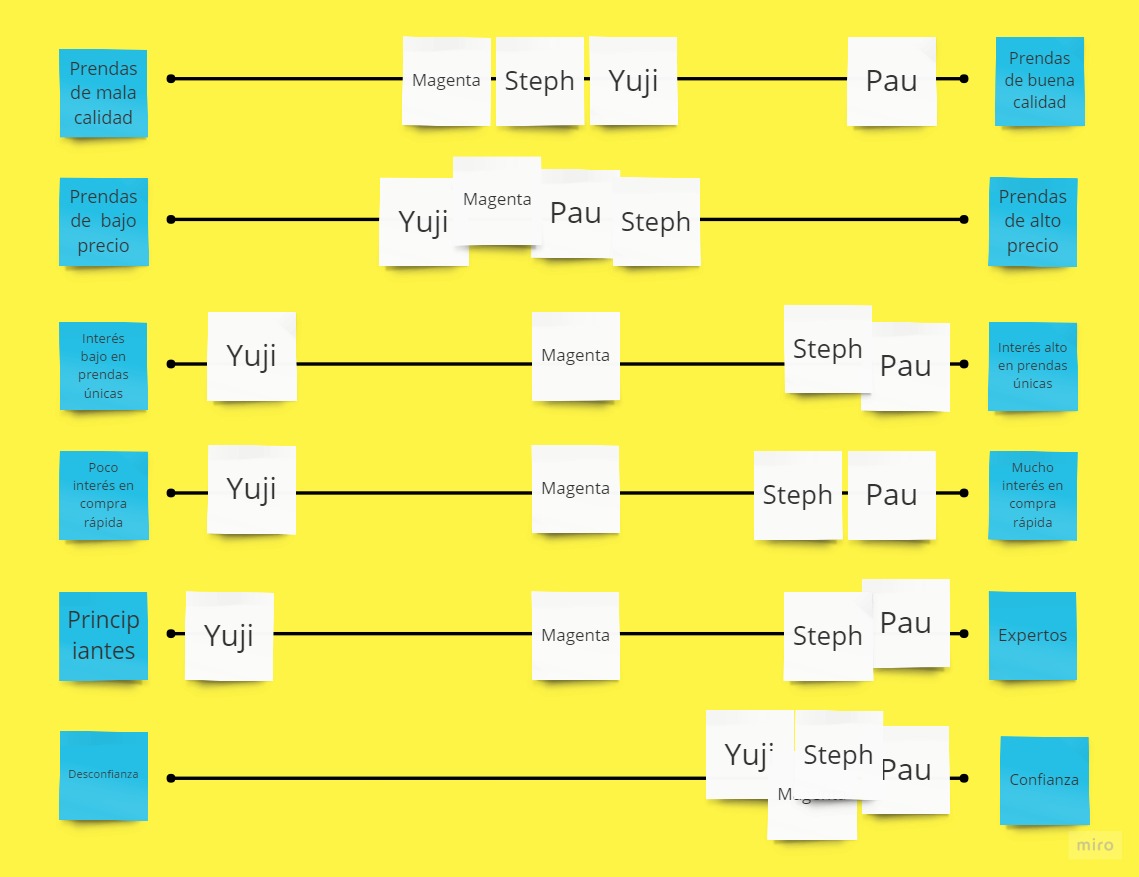 Prendas
de mala
calidad
Magenta
Steph
Yuji
Pau
Prendas
de buena
calidad
Prendas
de bajo
precio
Yuji
Magenta
Pau
Steph
Prendas
de alto
precio
Interés
bajo en
prendas
únicas
Yuji
Magenta
Steph
Pau
Interés alto
en prendas
únicas
Poco
interés en
compra
rápida
Yuji
Magenta
Steph
Pau
Mucho
interés en
compra
rápida
Princip
iantes
Yuji
Magenta
Steph
Pau
Expertos
Desconfianza
Yuji
Magenta
Steph
Pau
Confianza
miro